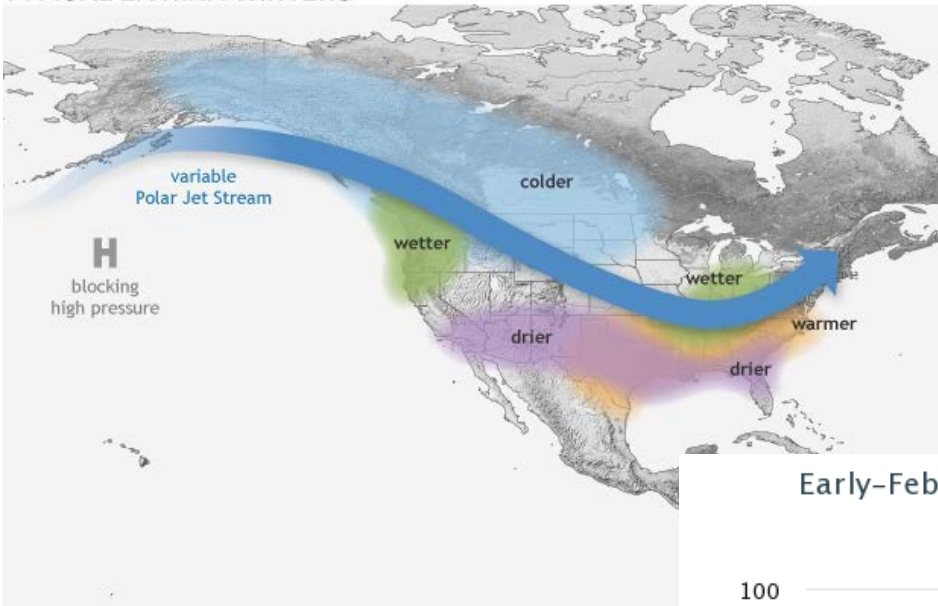 variable
Polar Jet Stream
colder
wetter
H
blocking
high pressure
wetter
warmer
drier
drier
Early-Feb
100